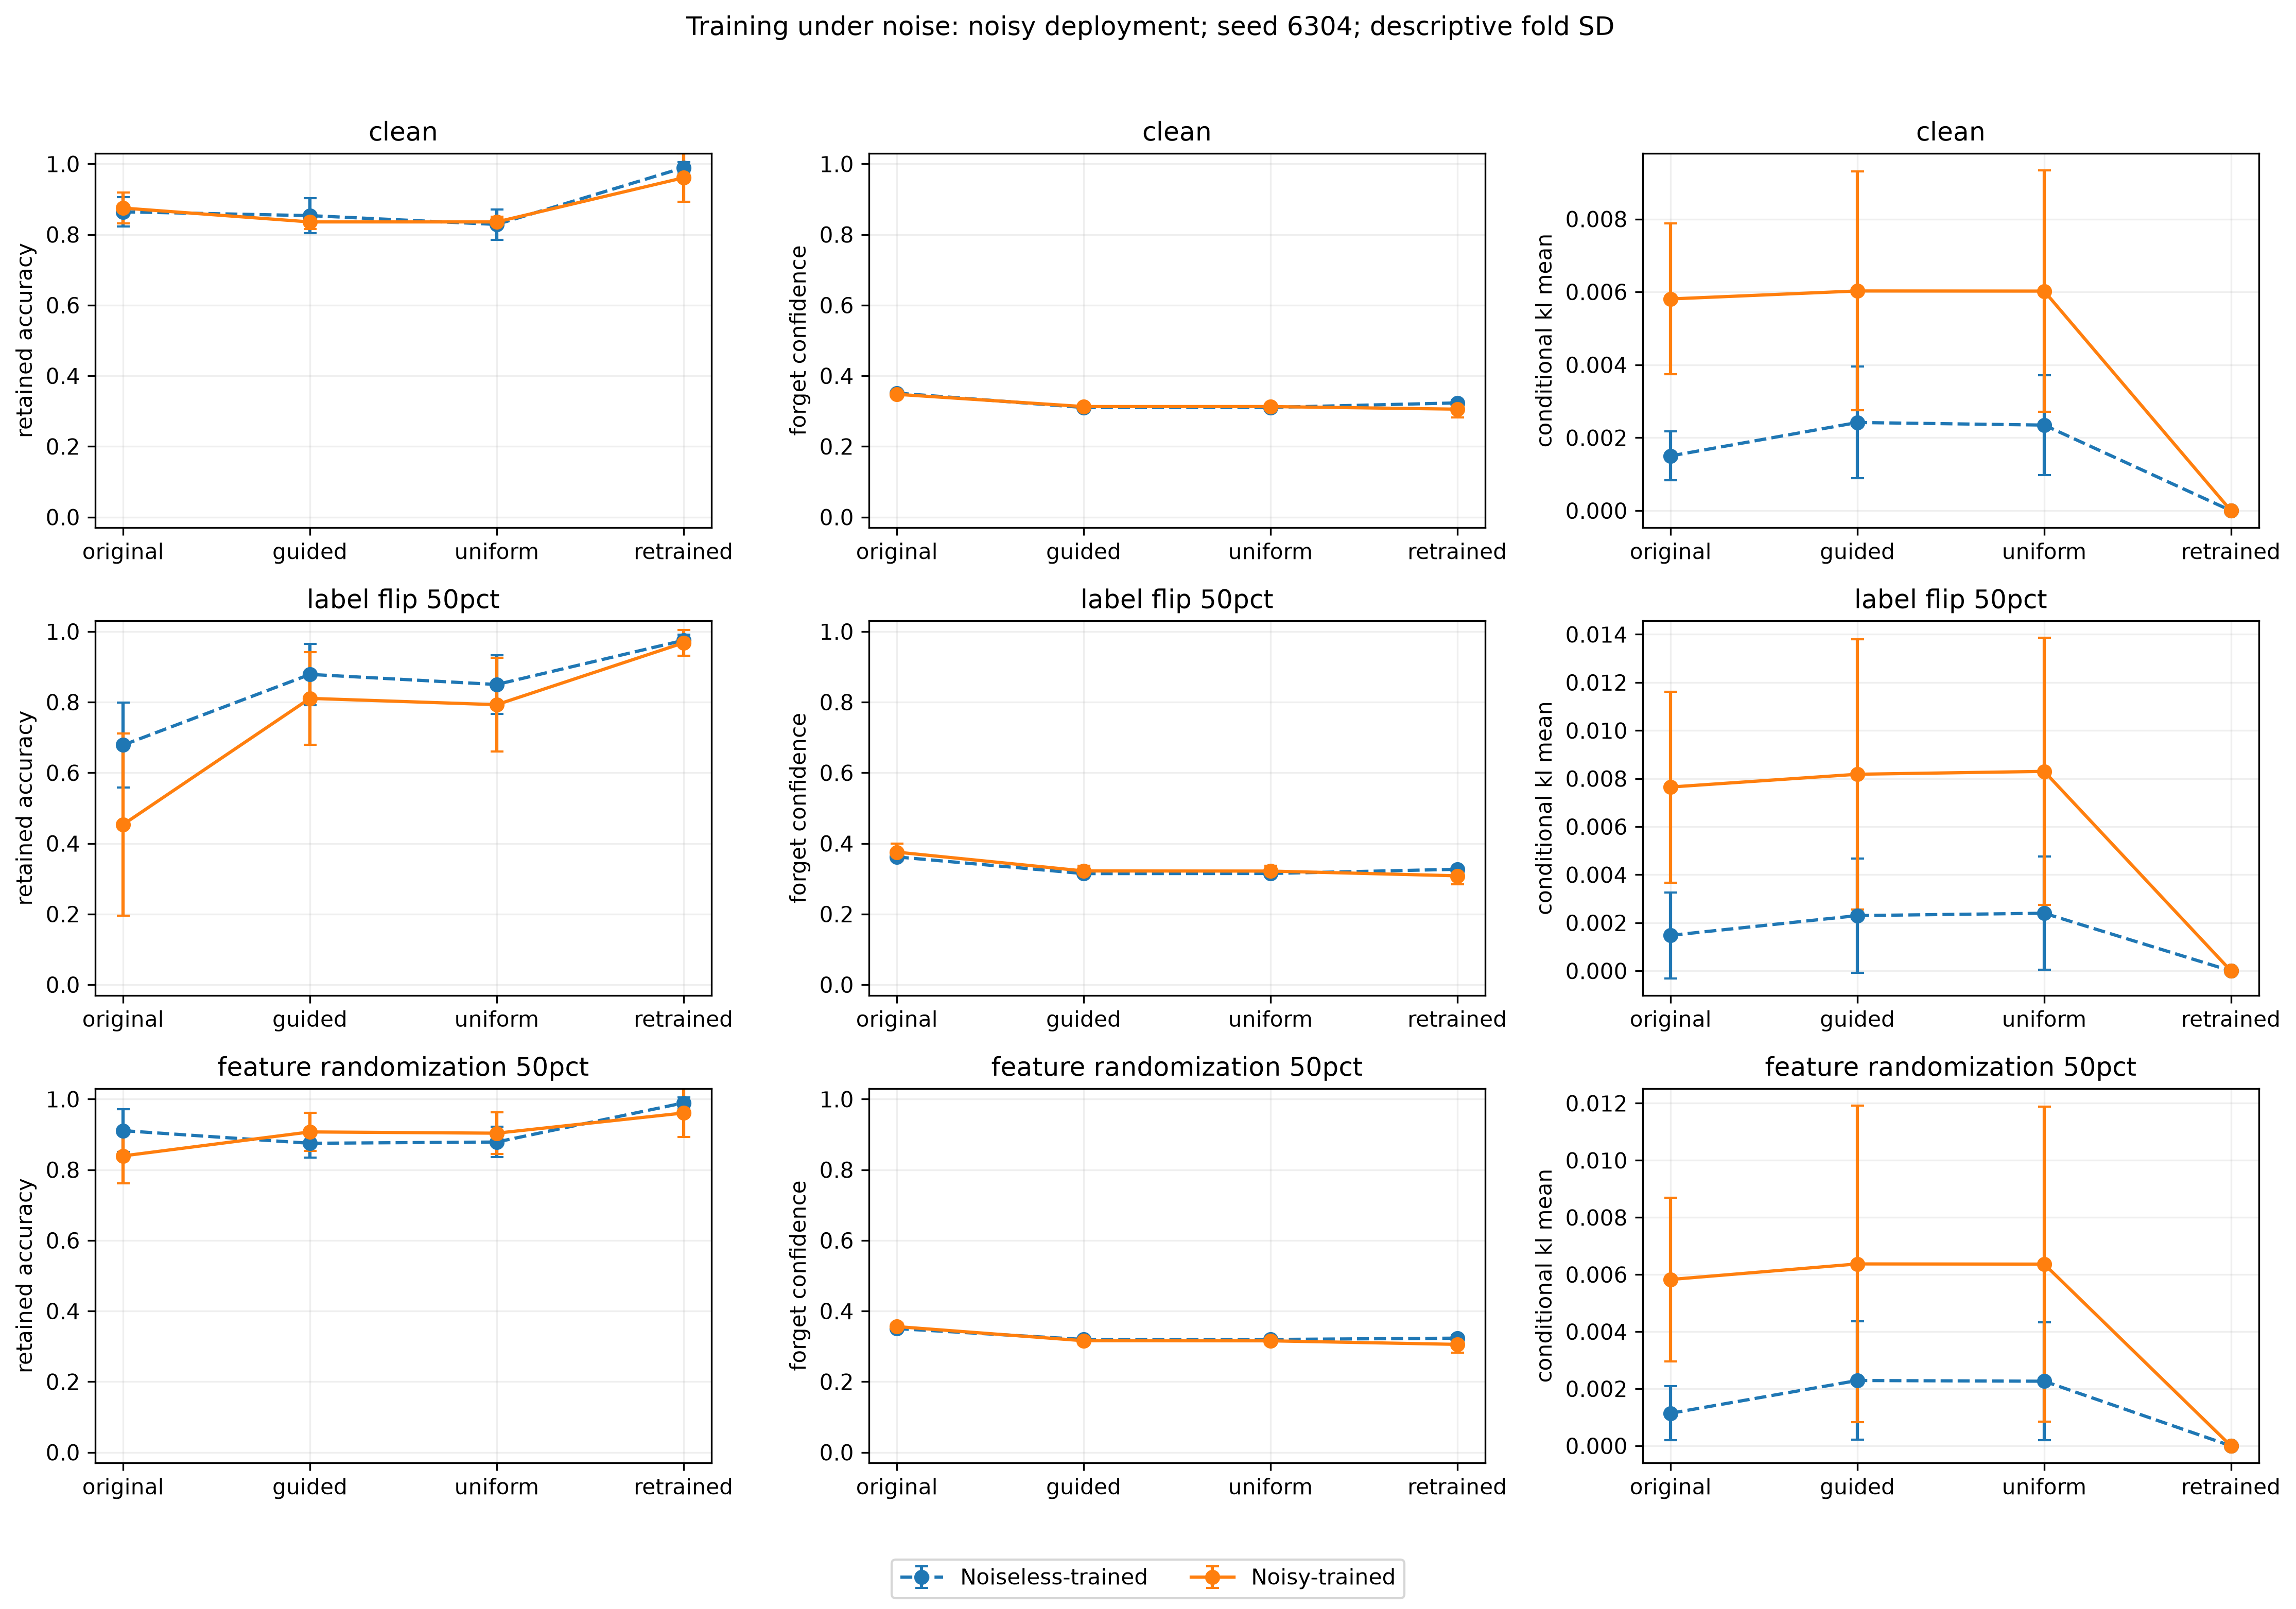 Training under noise: noisy deployment; seed 6304; descriptive fold SD
clean
retained accuracy
1.0
0.8
0.6
0.4
0.2
0.0
original guided uniform retrained
clean
forget confidence
1.0
0.8
0.6
0.4
0.2
0.0
original guided uniform retrained
clean
conditional kl mean
0.008
0.006
0.004
0.002
0.000
original guided uniform retrained
label flip 50pct
retained accuracy
1.0
0.8
0.6
0.4
0.2
0.0
original guided uniform retrained
label flip 50pct
forget confidence
1.0
0.8
0.6
0.4
0.2
0.0
original guided uniform retrained
label flip 50pct
conditional kl mean
0.014
0.012
0.010
0.008
0.006
0.004
0.002
0.000
original guided uniform retrained
feature randomization 50pct
retained accuracy
1.0
0.8
0.6
0.4
0.2
0.0
original guided uniform retrained
feature randomization 50pct
forget confidence
1.0
0.8
0.6
0.4
0.2
0.0
original guided uniform retrained
feature randomization 50pct
conditional kl mean
0.012
0.010
0.008
0.006
0.004
0.002
0.000
original guided uniform retrained
Noiseless-trained Noisy-trained